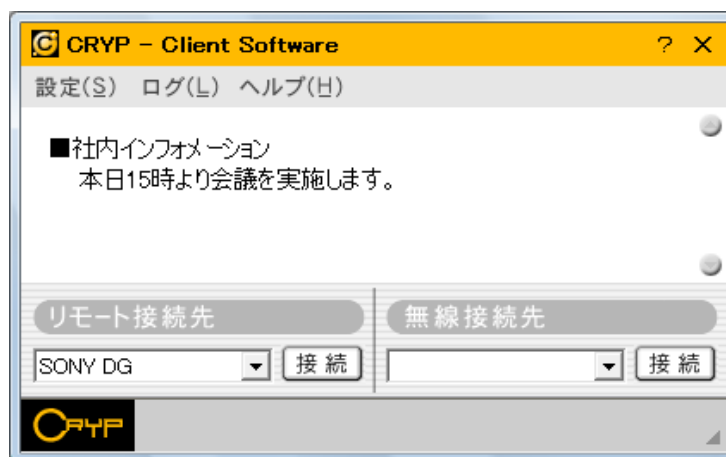 CRYP - Client Software
設定(S) ログ(L) ヘルプ(H)
■社内インフォメーション
本日15時より会議を実施します。
リモート接続先 無線接続先
SONY DG 接続 接続
CRYP